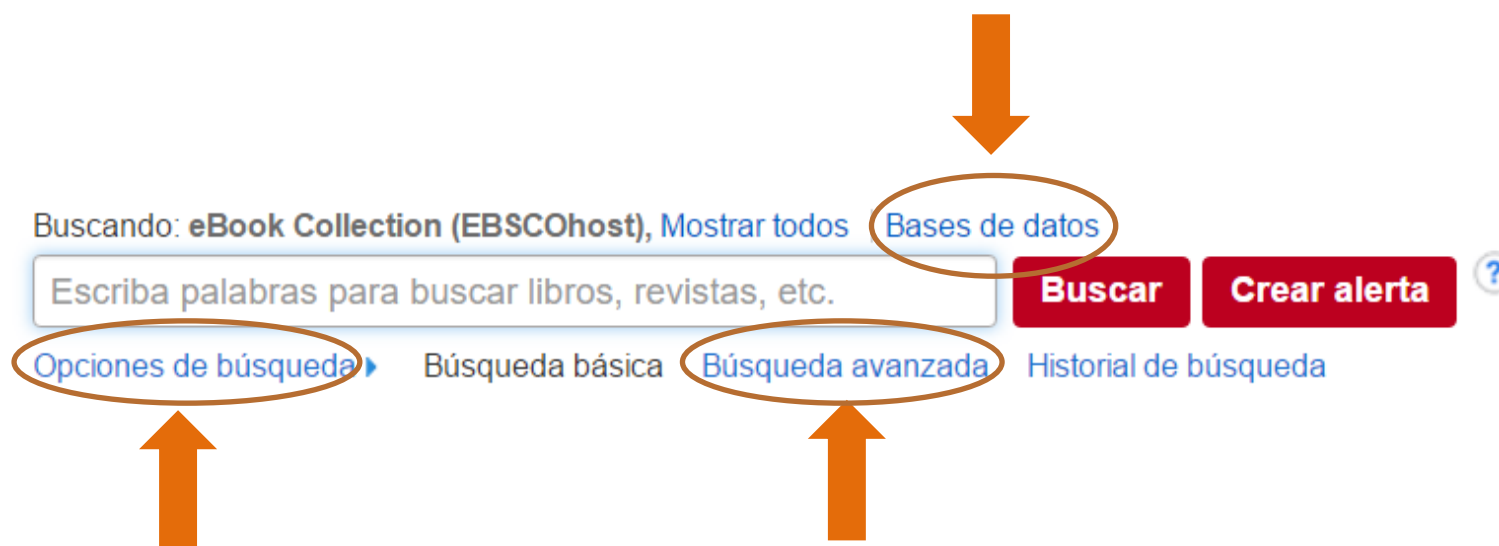 Buscando: eBook Collection (EBSCOhost), Mostrar todos | Bases de datos
Escriba palabras para buscar libros, revistas, etc. Buscar Crear alerta ?
Opciones de búsqueda Búsqueda básica Búsqueda avanzada Historial de búsqueda